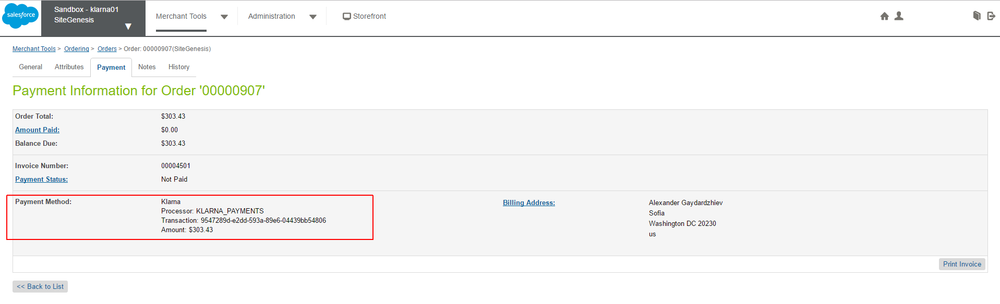 salesforce
Sandbox - klarna01
SiteGenesis
Merchant Tools
Administration
Storefront
Merchant Tools > Ordering > Orders > Order: 00000907(SiteGenesis)
General Attributes Payment Notes History
Payment Information for Order '00000907'
Order Total: $303.43
Amount Paid: $0.00
Balance Due: $303.43
Invoice Number: 00004501
Payment Status: Not Paid
Payment Method: Klarna
Processor: KLARNA_PAYMENTS
Transaction: 9547289d-e2dd-593a-89e6-04439bb54806
Amount: $303.43
Billing Address: Alexander Gaydardzhiev
Sofia
Washington DC 20230
us
Print Invoice
<< Back to List